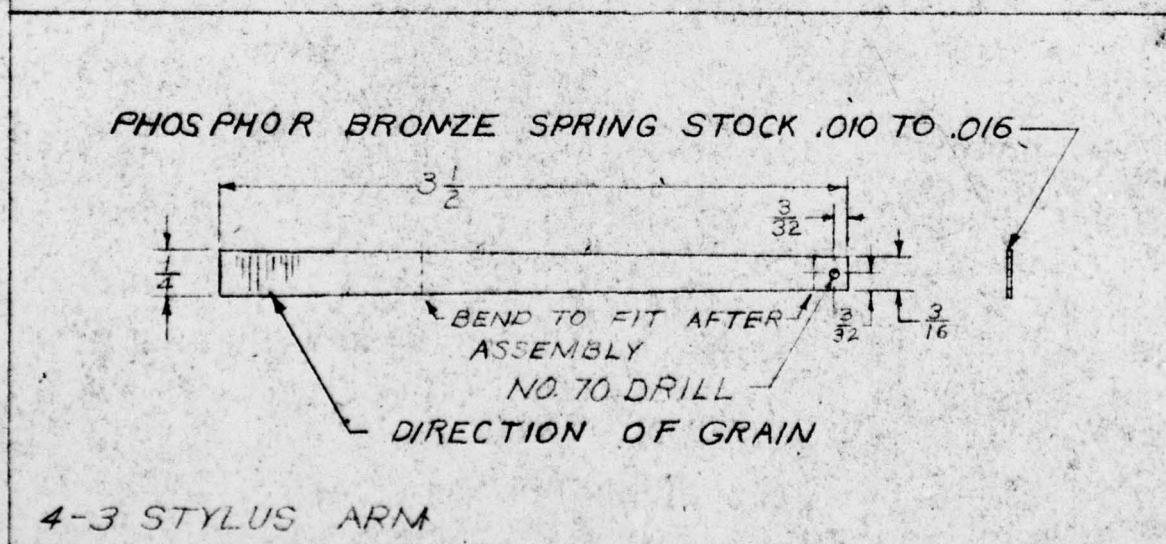 PHOSPHOR BRONZE SPRING STOCK .010 TO .016
3 1/2
3/32
1/4
BEND TO FIT AFTER
ASSEMBLY
3/32
3/16
NO. 70 DRILL
DIRECTION OF GRAIN
4-3 STYLUS ARM